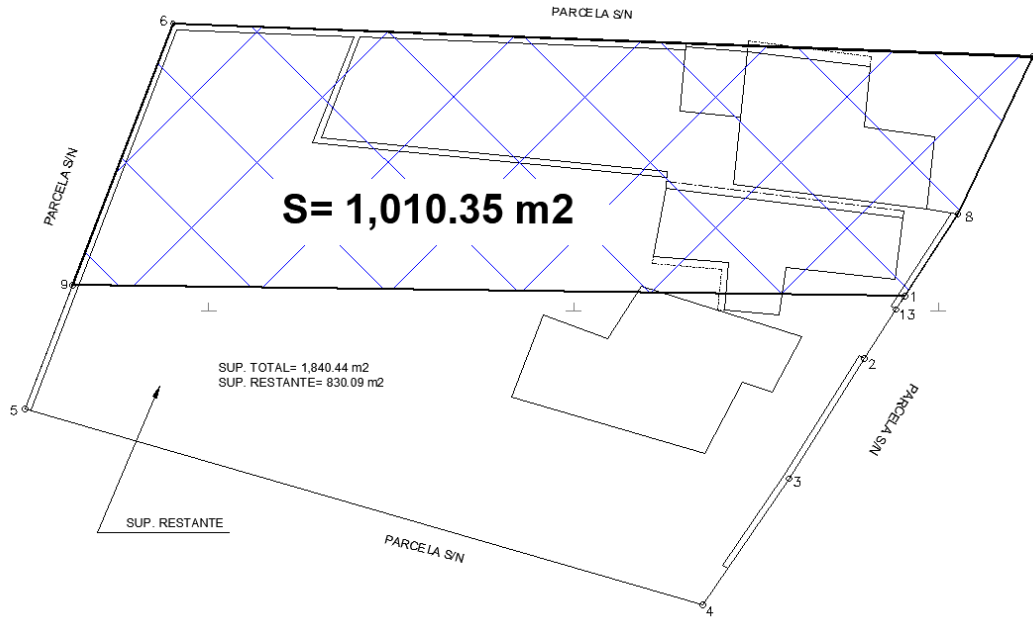 PARCELA S/N
6
PARCELA S/N
S= 1,010.35 m2
8
9
1
13
2
SUP. TOTAL= 1,840.44 m2
SUP. RESTANTE= 830.09 m2
5
PARCELA S/N
3
SUP. RESTANTE
PARCELA S/N
4